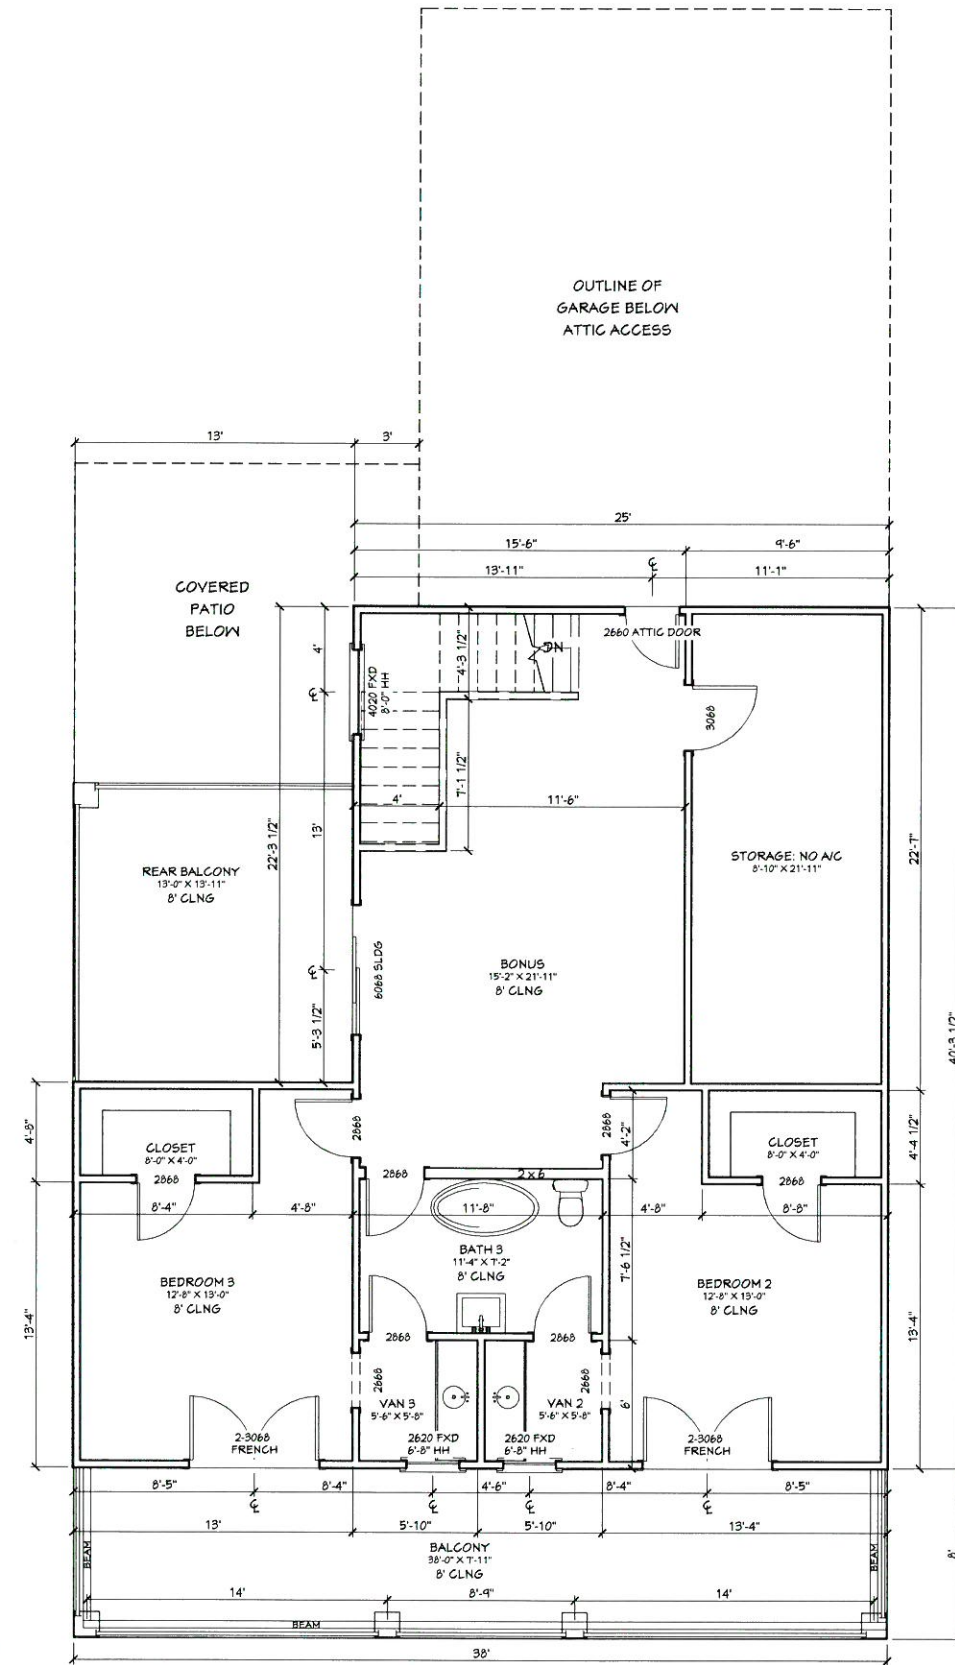 OUTLINE OF
GARAGE BELOW
ATTIC ACCESS
13'
3'
25'
15'-6"
9'-6"
13'-11"
℄
11'-1"
COVERED
PATIO
BELOW
2660 ATTIC DOOR
DN
4'
4'-3 1/2"
4020 FXD
8'-0" HH
℄
3068
7'-1 1/2"
4'
11'-6"
22'-3 1/2"
13'
22'-7"
STORAGE: NO A/C
8'-10" X 21'-11"
REAR BALCONY
13'-0" X 13'-11"
8' CLNG
BONUS
15'-2" X 21'-11"
8' CLNG
6068 SLDG
℄
5'-3 1/2"
40'-3 1/2"
4'-8"
CLOSET
8'-0" X 4'-0"
2868
2868
2868
2868
4'-2"
2 x 6
CLOSET
8'-0" X 4'-0"
2868
4'-4 1/2"
8'-4"
4'-8"
11'-8"
4'-8"
8'-8"
BATH 3
11'-4" X 7'-2"
8' CLNG
7'-6 1/2"
BEDROOM 3
12'-8" X 13'-0"
8' CLNG
BEDROOM 2
12'-8" X 13'-0"
8' CLNG
13'-4"
13'-4"
2868
2868
2668
2668
VAN 3
5'-6" X 5'-8"
VAN 2
5'-6" X 5'-8"
6'
2-3068
FRENCH
2620 FXD
6'-8" HH
2620 FXD
6'-8" HH
2-3068
FRENCH
8'-5"
8'-4"
4'-6"
8'-4"
8'-5"
℄
℄
℄
℄
13'
5'-10"
5'-10"
13'-4"
BALCONY
38'-0" X 7'-11"
8' CLNG
BEAM
BEAM
8'
14'
8'-9"
14'
BEAM
38'